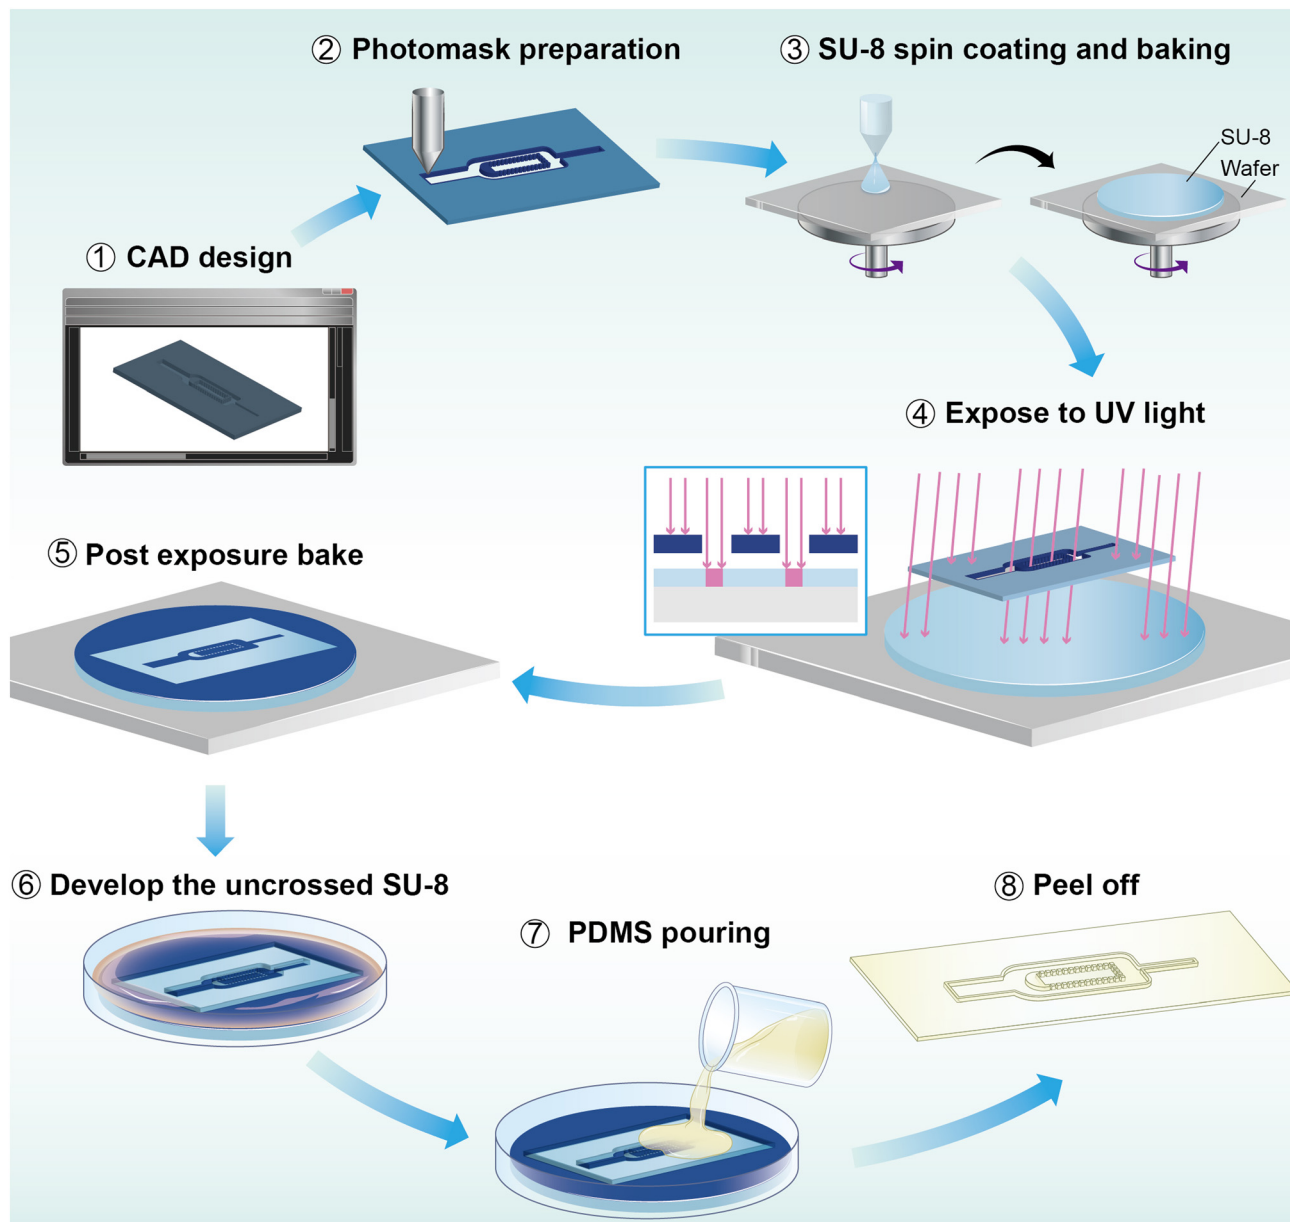 ① CAD design
② Photomask preparation
③ SU-8 spin coating and baking
SU-8
Wafer
④ Expose to UV light
⑤ Post exposure bake
⑥ Develop the uncrossed SU-8
⑦ PDMS pouring
⑧ Peel off